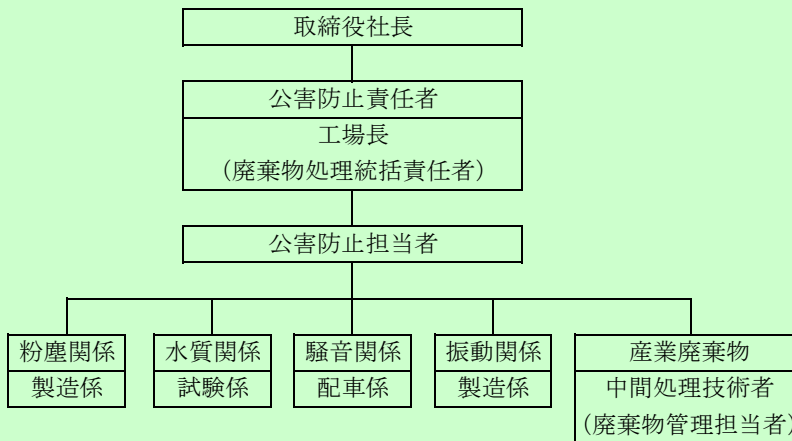 取締役社長
公害防止責任者
工場長
（廃棄物処理統括責任者）
公害防止担当者
粉塵関係
製造係
水質関係
試験係
騒音関係
配車係
振動関係
製造係
産業廃棄物
中間処理技術者
(廃棄物管理担当者)